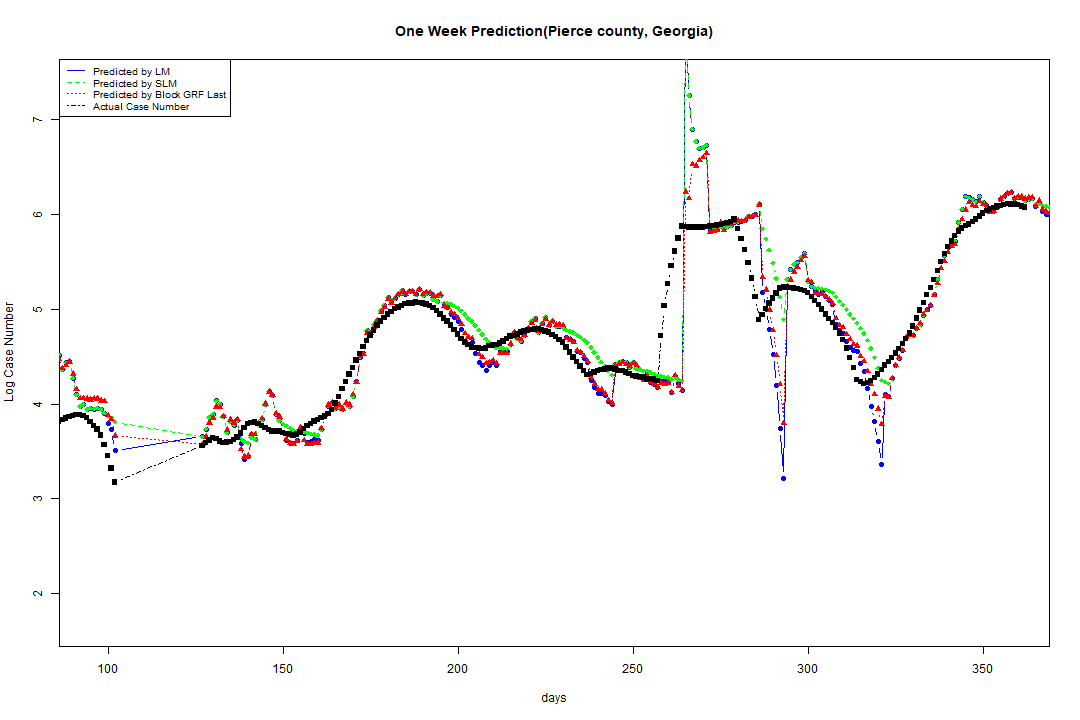 One Week Prediction(Pierce county, Georgia)
Predicted by LM
Predicted by SLM
Predicted by Block GRF Last
Actual Case Number
Log Case Number
7
6
5
4
3
2
100 150 200 250 300 350
days